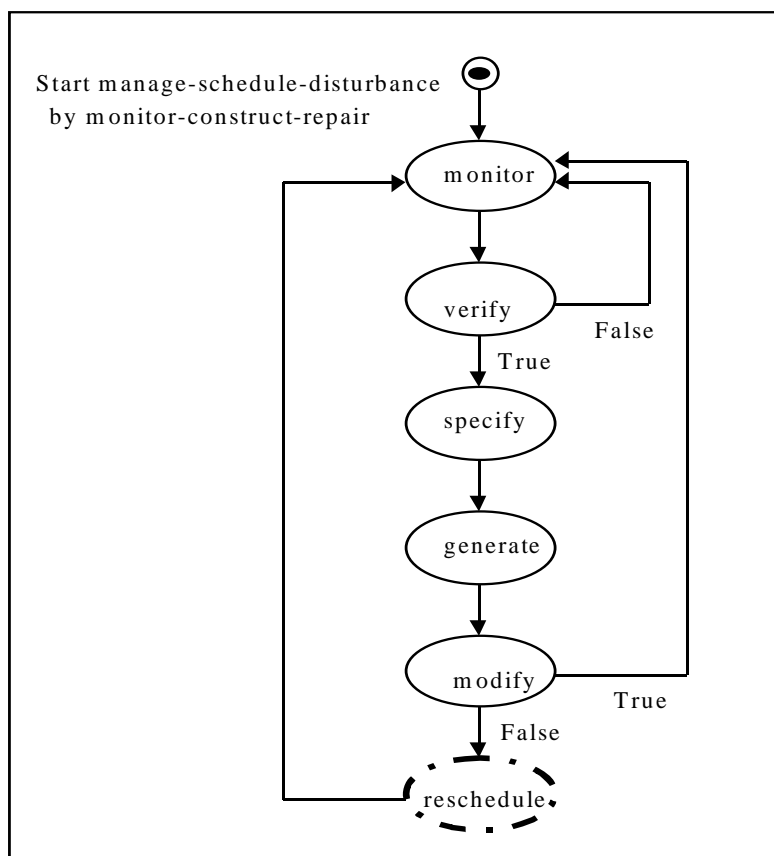 Start manage-schedule-disturbance
by monitor-construct-repair
monitor
verify
False
True
specify
generate
modify
True
False
reschedule